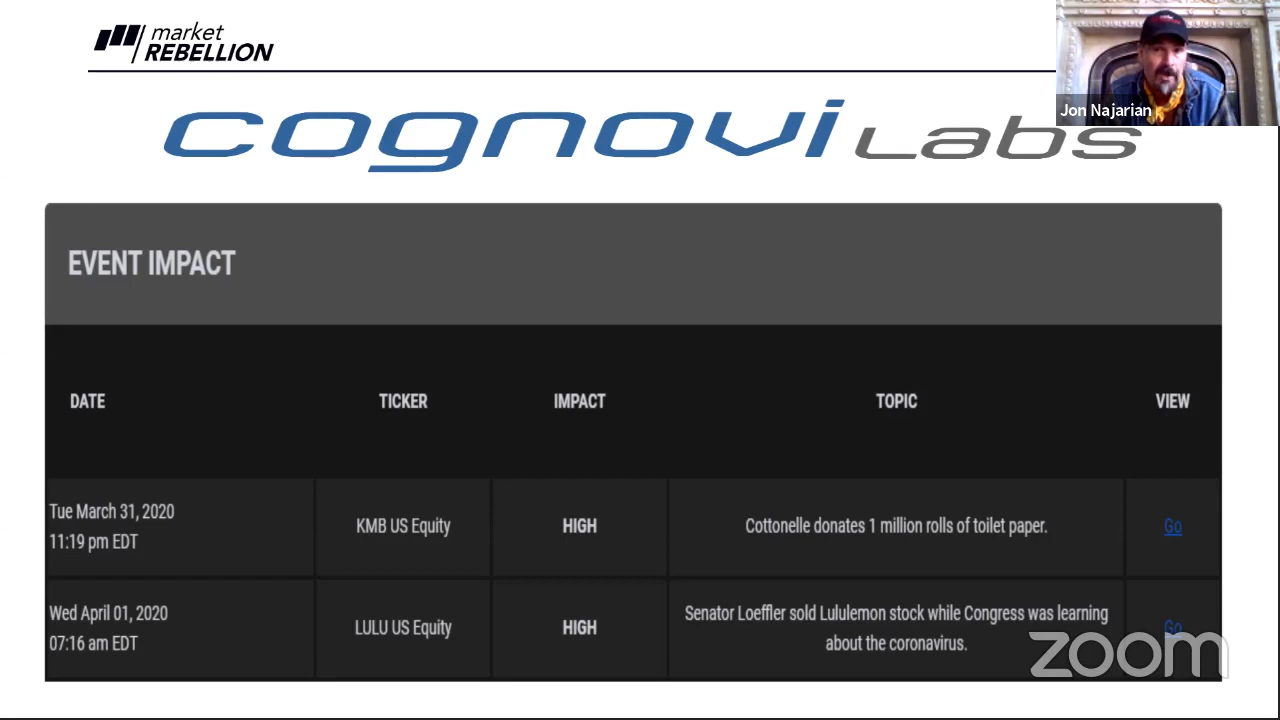 market
REBELLION
Jon Najarian
cognovi Labs
EVENT IMPACT
DATE TICKER IMPACT TOPIC VIEW
Tue March 31, 2020
11:19 pm EDT
KMB US Equity HIGH Cottonelle donates 1 million rolls of toilet paper. Go
Wed April 01, 2020
07:16 am EDT
LULU US Equity HIGH Senator Loeffler sold Lululemon stock while Congress was learning
about the coronavirus.
Go
zoom